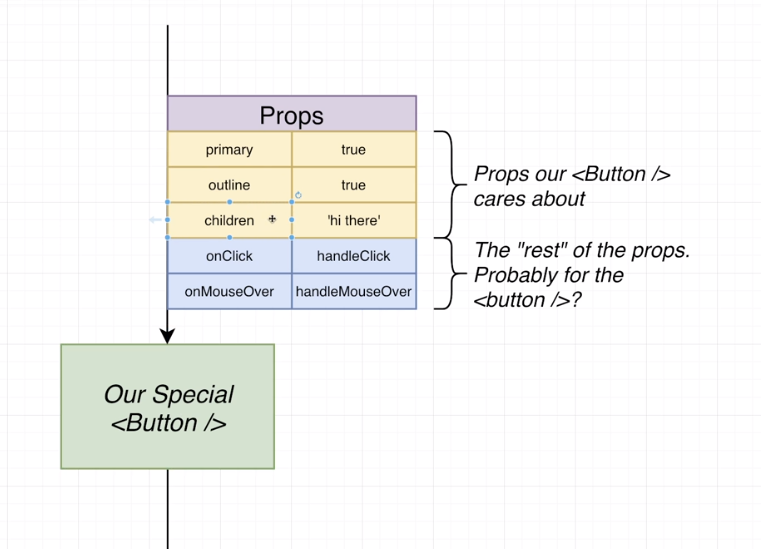 Props
primary true
outline true
children 'hi there'
onClick handleClick
onMouseOver handleMouseOver
Props our <Button />
cares about
The "rest" of the props.
Probably for the
<button />?
Our Special
<Button />